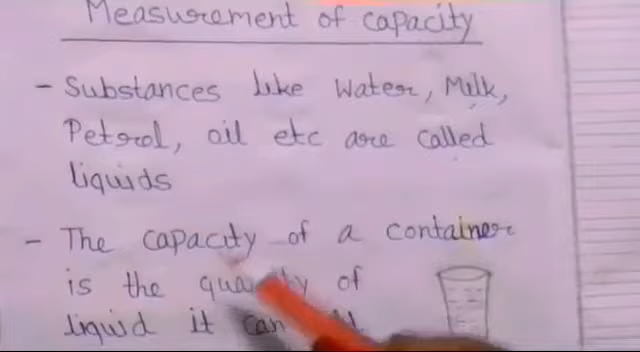 Measurement of capacity
- Substances like Water, Milk,
Petrol, oil etc are called
liquids
- The capacity of a container
is the of
liquid it can